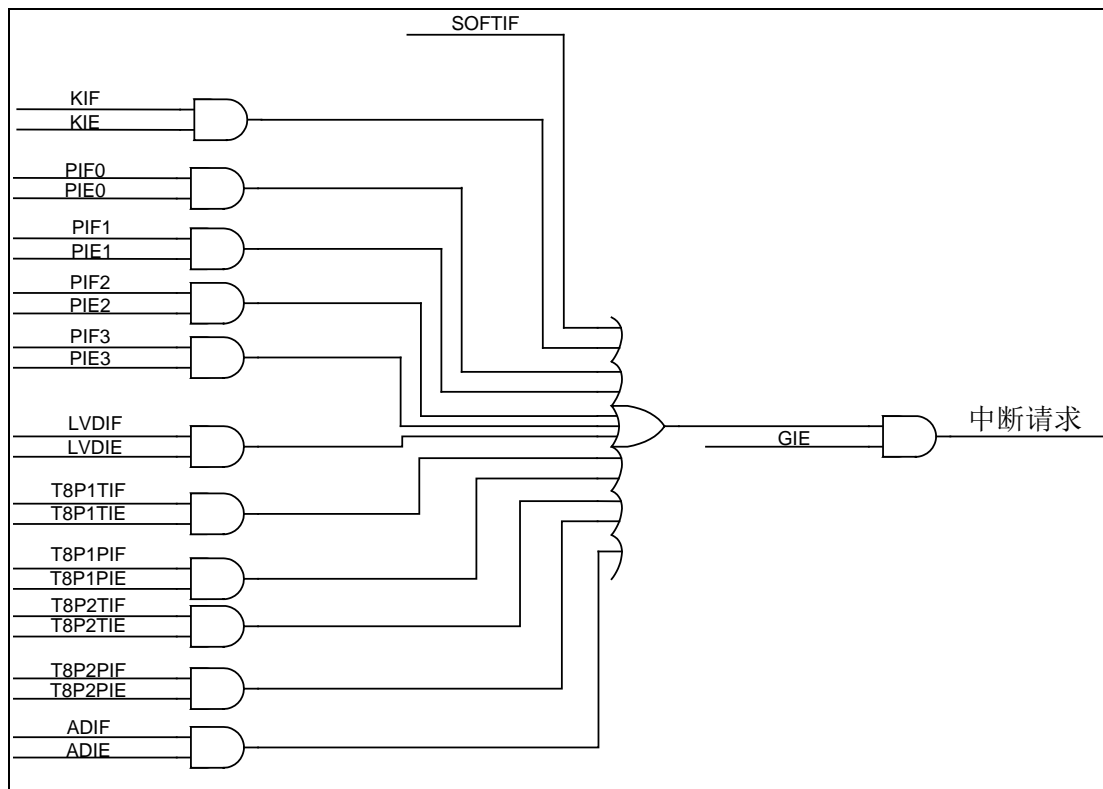 SOFTIF
KIF
KIE
PIF0
PIE0
PIF1
PIE1
PIF2
PIE2
PIF3
PIE3
LVDIF
LVDIE
GIE
中断请求
T8P1TIF
T8P1TIE
T8P1PIF
T8P1PIE
T8P2TIF
T8P2TIE
T8P2PIF
T8P2PIE
ADIF
ADIE